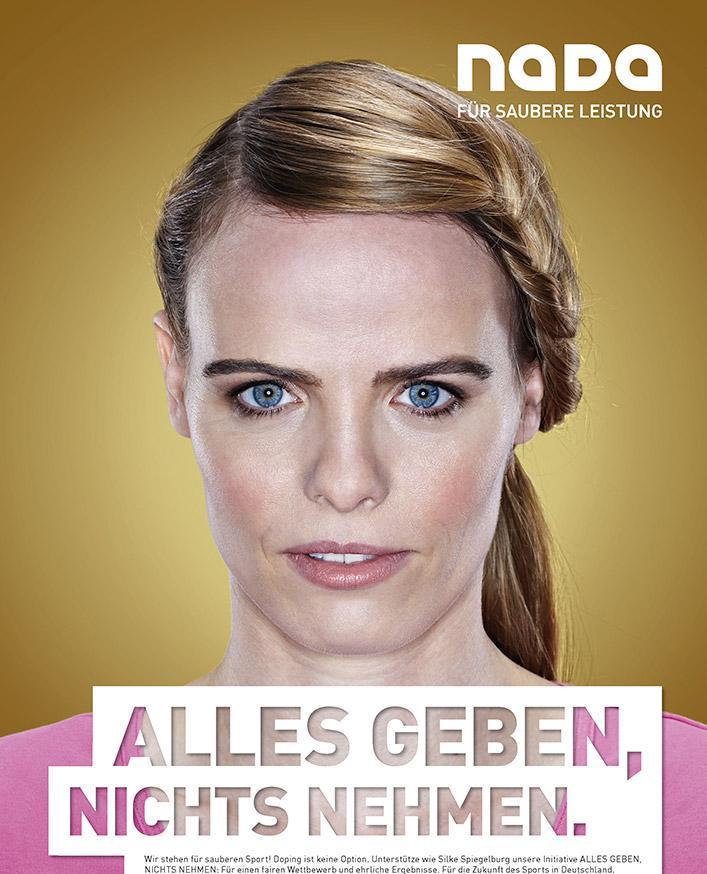 nada
FÜR SAUBERE LEISTUNG
ALLES GEBEN,
NICHTS NEHMEN.
Wir stehen für sauberen Sport! Doping ist keine Option. Unterstütze wie Silke Spiegelburg unsere Initiative ALLES GEBEN,
NICHTS NEHMEN: Für einen fairen Wettbewerb und ehrliche Ergebnisse. Für die Zukunft des Sports in Deutschland.